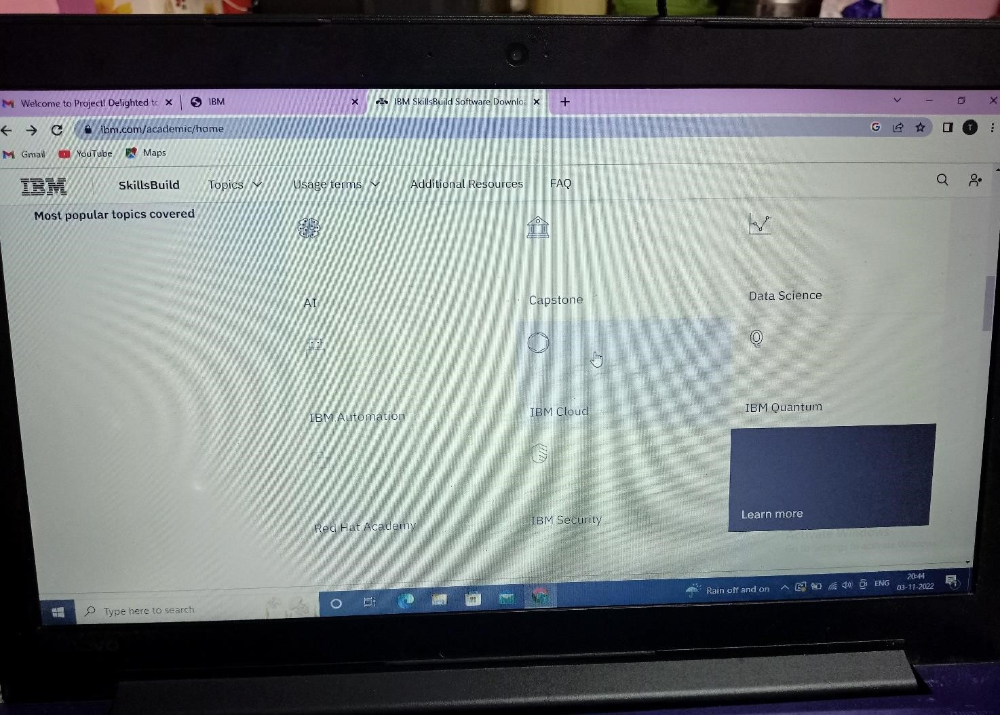 Welcome to Project! Delighted to
IBM
IBM SkillsBuild Software Downloa
ibm.com/academic/home
Gmail
YouTube
Maps
IBM
SkillsBuild
Topics
Usage terms
Additional Resources
FAQ
Most popular topics covered
AI
Capstone
Data Science
IBM Automation
IBM Cloud
IBM Quantum
Red Hat Academy
IBM Security
Learn more
Activate Windows
Go to Settings to activate Windows.
Type here to search
Rain off and on
ENG
20:44
03-11-2022